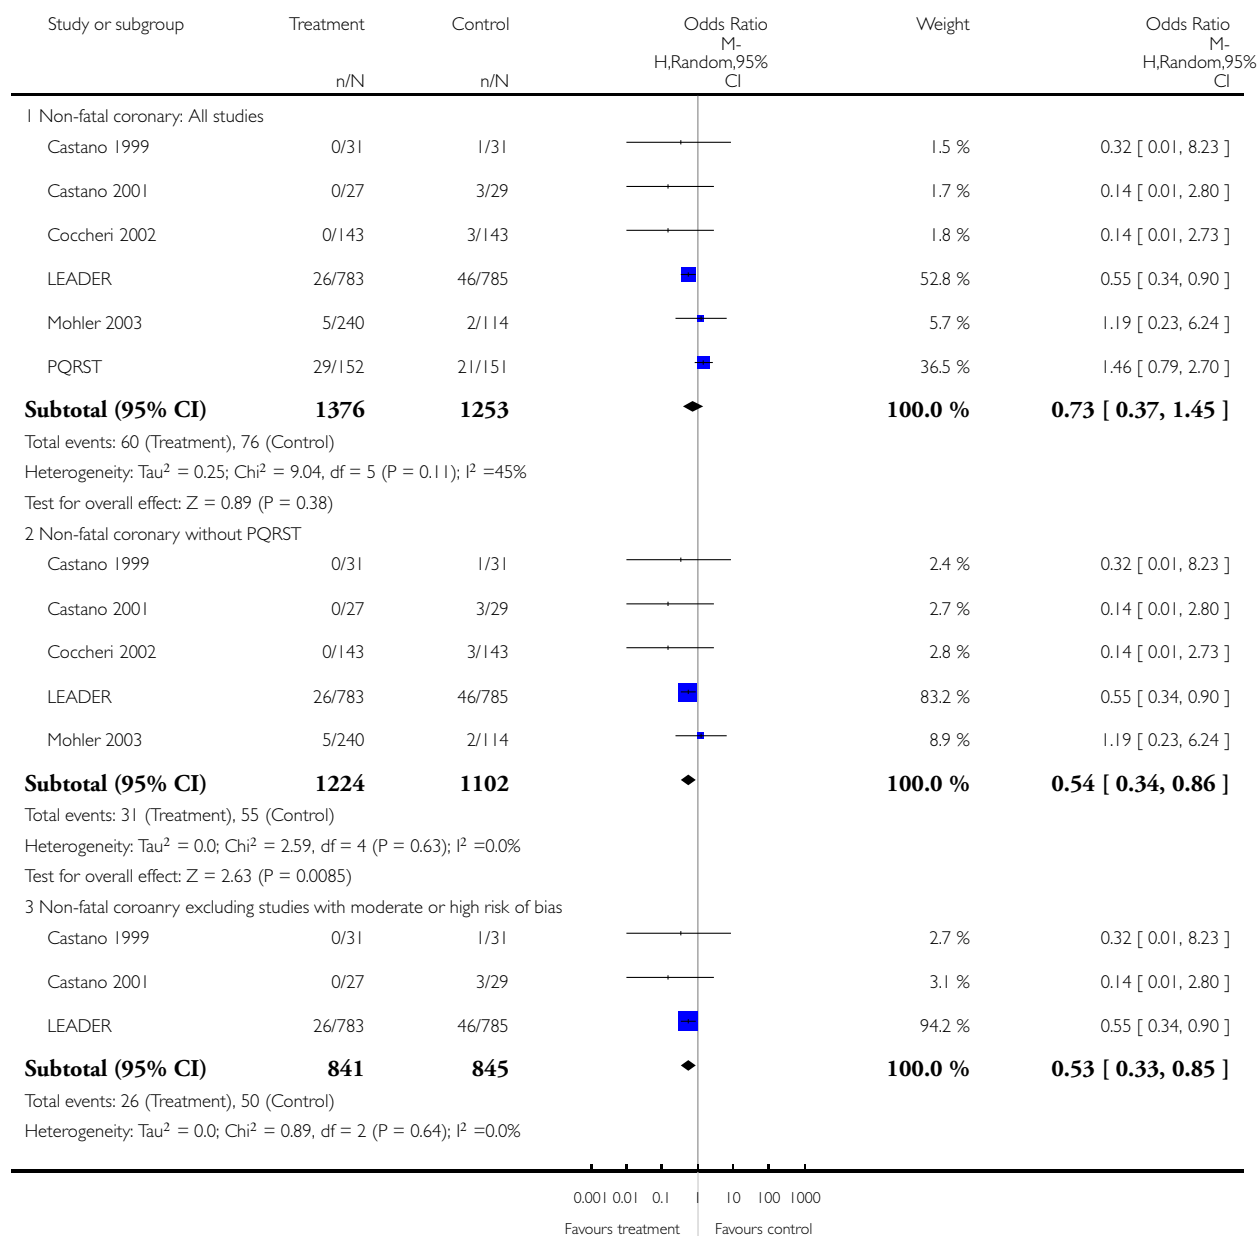 Study or subgroup Treatment Control Odds Ratio Weight Odds Ratio
M- M-
H,Random,95% H,Random,95%
n/N n/N CI CI
1 Non-fatal coronary: All studies
Castano 1999 0/31 1/31 1.5 % 0.32 [ 0.01, 8.23 ]
Castano 2001 0/27 3/29 1.7 % 0.14 [ 0.01, 2.80 ]
Coccheri 2002 0/143 3/143 1.8 % 0.14 [ 0.01, 2.73 ]
LEADER 26/783 46/785 52.8 % 0.55 [ 0.34, 0.90 ]
Mohler 2003 5/240 2/114 5.7 % 1.19 [ 0.23, 6.24 ]
PQRST 29/152 21/151 36.5 % 1.46 [ 0.79, 2.70 ]
Subtotal (95% CI) 1376 1253 100.0 % 0.73 [ 0.37, 1.45 ]
Total events: 60 (Treatment), 76 (Control)
Heterogeneity: Tau² = 0.25; Chi² = 9.04, df = 5 (P = 0.11); I² =45%
Test for overall effect: Z = 0.89 (P = 0.38)
2 Non-fatal coronary without PQRST
Castano 1999 0/31 1/31 2.4 % 0.32 [ 0.01, 8.23 ]
Castano 2001 0/27 3/29 2.7 % 0.14 [ 0.01, 2.80 ]
Coccheri 2002 0/143 3/143 2.8 % 0.14 [ 0.01, 2.73 ]
LEADER 26/783 46/785 83.2 % 0.55 [ 0.34, 0.90 ]
Mohler 2003 5/240 2/114 8.9 % 1.19 [ 0.23, 6.24 ]
Subtotal (95% CI) 1224 1102 100.0 % 0.54 [ 0.34, 0.86 ]
Total events: 31 (Treatment), 55 (Control)
Heterogeneity: Tau² = 0.0; Chi² = 2.59, df = 4 (P = 0.63); I² =0.0%
Test for overall effect: Z = 2.63 (P = 0.0085)
3 Non-fatal coroanry excluding studies with moderate or high risk of bias
Castano 1999 0/31 1/31 2.7 % 0.32 [ 0.01, 8.23 ]
Castano 2001 0/27 3/29 3.1 % 0.14 [ 0.01, 2.80 ]
LEADER 26/783 46/785 94.2 % 0.55 [ 0.34, 0.90 ]
Subtotal (95% CI) 841 845 100.0 % 0.53 [ 0.33, 0.85 ]
Total events: 26 (Treatment), 50 (Control)
Heterogeneity: Tau² = 0.0; Chi² = 0.89, df = 2 (P = 0.64); I² =0.0%
0.001 0.01 0.1 1 10 100 1000
Favours treatment Favours control